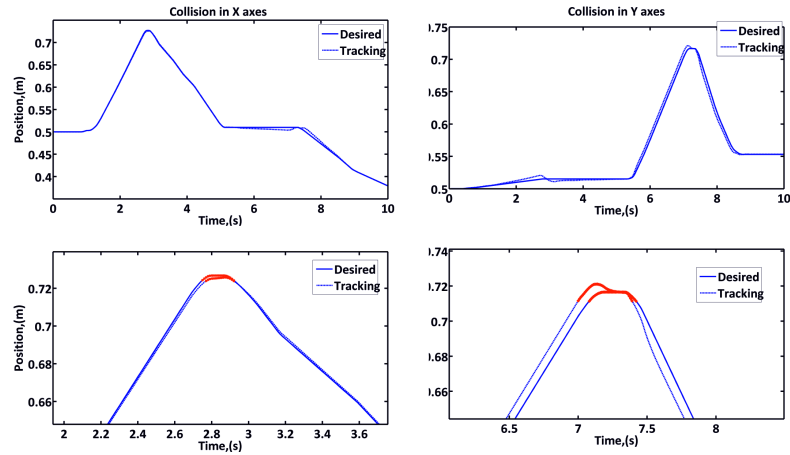 Collision in X axes
Position,(m)
0.7
0.65
0.6
0.55
0.5
0.45
0.4
0 2 4 6 8 10
Time,(s)
Desired
Tracking
Collision in Y axes
0.75
0.7
0.65
0.6
0.55
0.5
0 2 4 6 8 10
Time,(s)
Desired
Tracking
Position,(m)
0.72
0.7
0.68
0.66
2 2.2 2.4 2.6 2.8 3 3.2 3.4 3.6
Time,(s)
Desired
Tracking
0.74
0.72
0.7
0.68
0.66
6.5 7 7.5 8
Time,(s)
Desired
Tracking